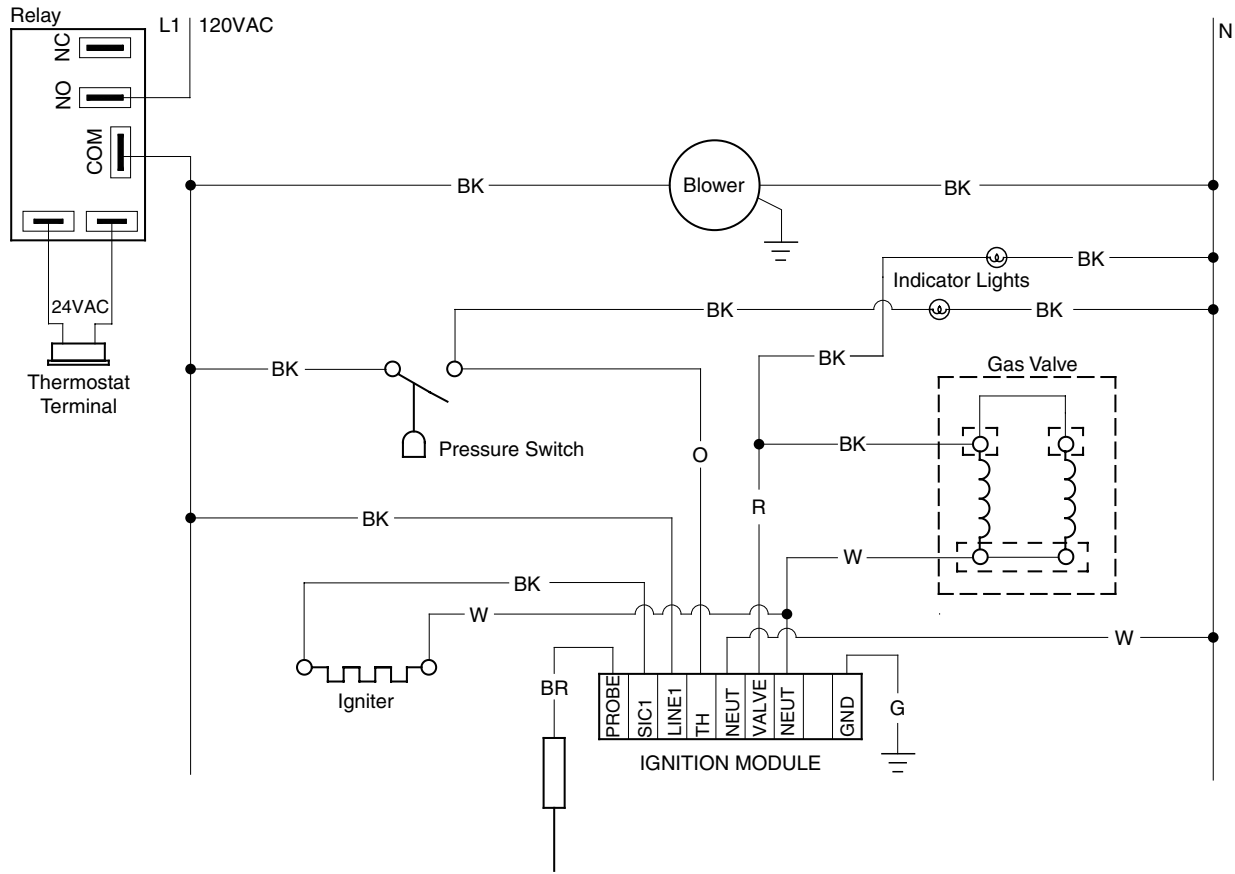 Relay
L1 120VAC
N
NC
NO
COM
BK
Blower
BK
BK
Indicator Lights
24VAC
BK
BK
BK
BK
Gas Valve
Thermostat
Terminal
Pressure Switch
BK
O
R
BK
W
BK
W
W
BR
Igniter
PROBE
SIC1
LINE1
TH
NEUT
VALVE
NEUT
GND
G
IGNITION MODULE